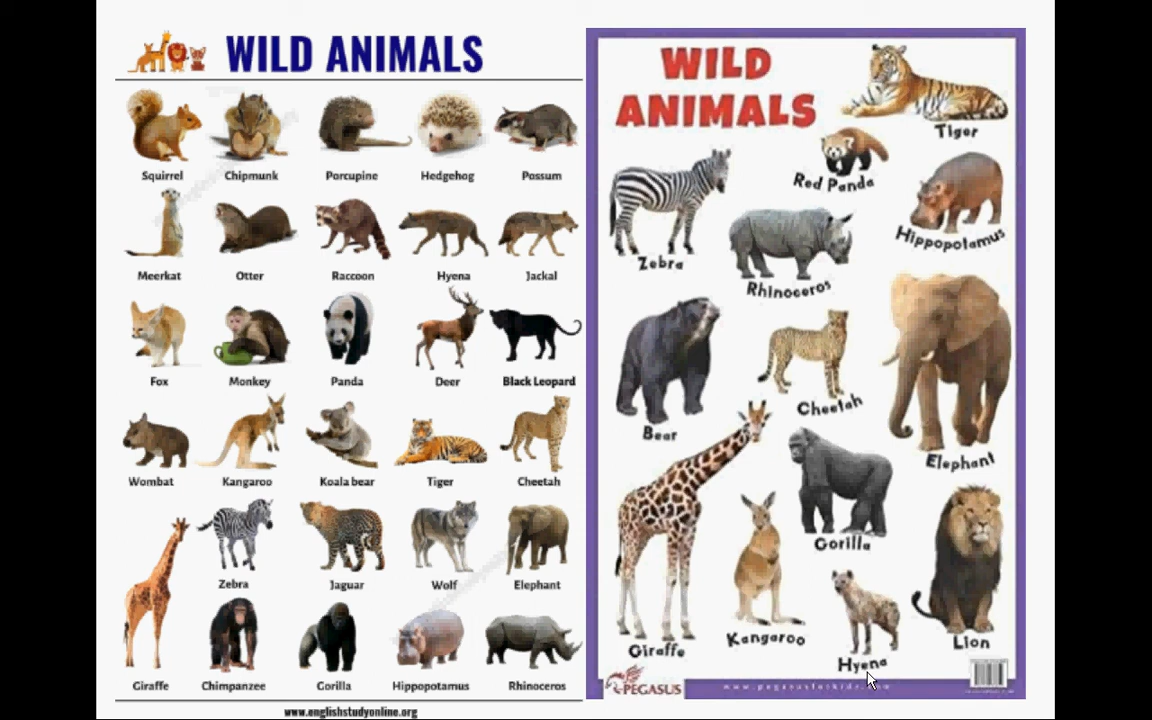 WILD ANIMALS
Squirrel Chipmunk Porcupine Hedgehog Possum
Meerkat Otter Raccoon Hyena Jackal
Fox Monkey Panda Deer Black Leopard
Wombat Kangaroo Koala bear Tiger Cheetah
Zebra Jaguar Wolf Elephant
Giraffe Chimpanzee Gorilla Hippopotamus Rhinoceros
www.englishstudyonline.org
WILD
ANIMALS
Tiger
Red Panda
Hippopotamus
Zebra
Rhinoceros
Cheetah
Bear
Elephant
Gorilla
Giraffe
Kangaroo
Lion
Hyena
PEGASUS